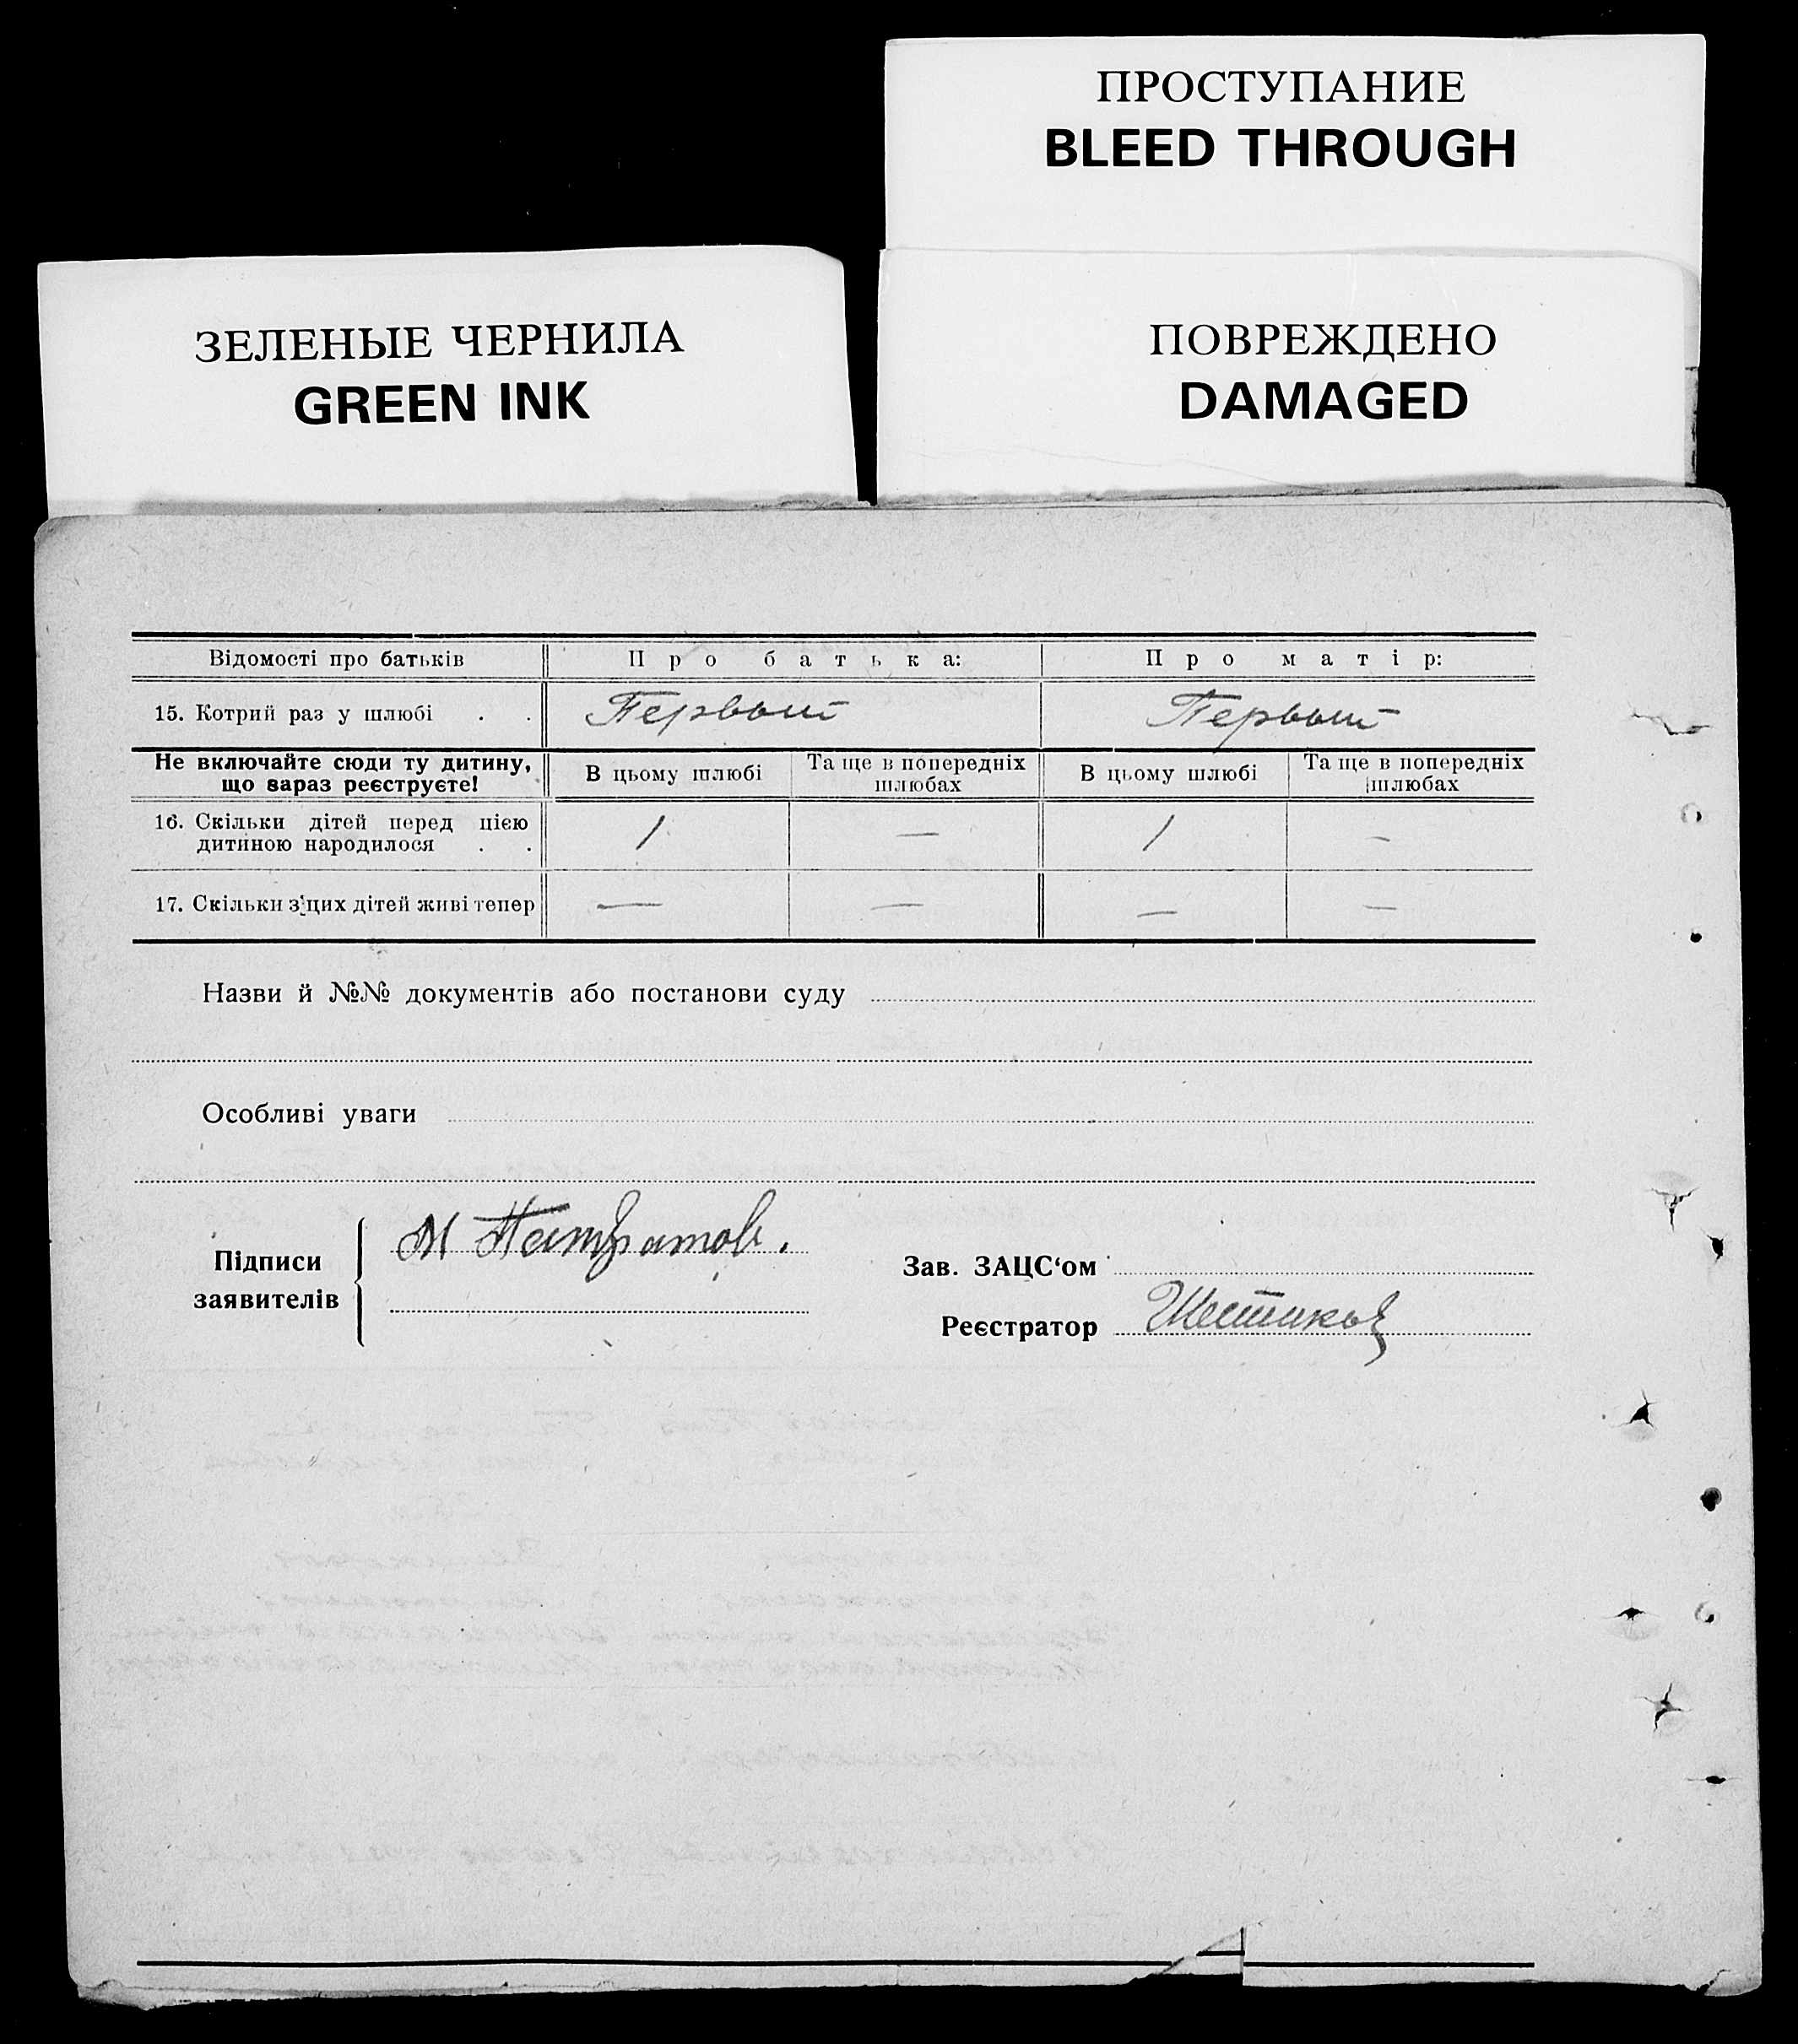 ПРОСТУПАНИЕ
BLEED THROUGH
ЗЕЛЕНЫЕ ЧЕРНИЛА
GREEN INK
ПОВРЕЖДЕНО
DAMAGED
Відомості про батьків Про батька: Про матір:
15. Котрий раз у шлюбі . . Первый Первый
Не включайте сюди ту дитину, що зараз реєструєте! В цьому шлюбі Та ще в попередніх шлюбах В цьому шлюбі Та ще в попередніх шлюбах
16. Скільки дітей перед цією
дитиною народилося . . 1 — 1 —
17. Скільки з цих дітей живі тепер — — — —
Назви й №№ документів або постанови суду
Особливі уваги
Підписи
заявителів
М
Зав. ЗАЦС‘ом
Реєстратор